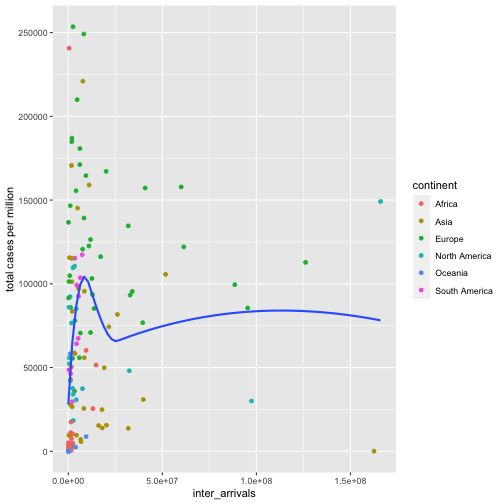 250000
200000
150000
100000
50000
0
total cases per million
0.0e+00
5.0e+07
1.0e+08
1.5e+08
inter_arrivals
continent
Africa
Asia
Europe
North America
Oceania
South America